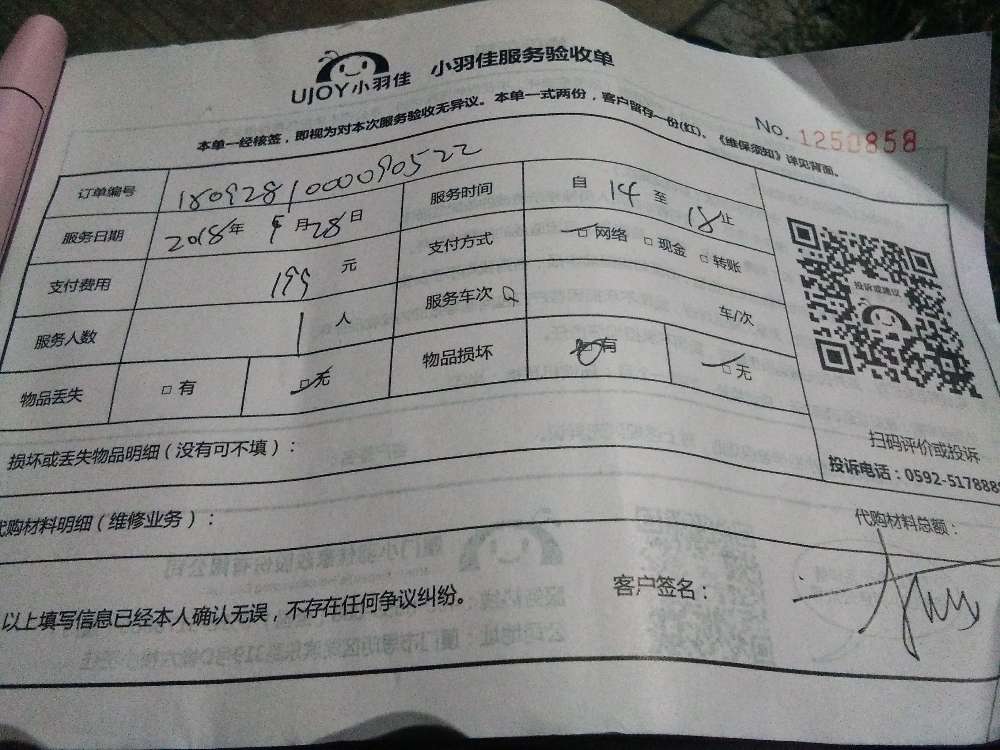 UJOY小羽佳 小羽佳服务验收单
本单一经核签，即视为对本次服务验收无异议。本单一式两份，客户留存一份(红)、《维保须知》详见背面。
No. 1250858
订单编号 1809281000090522 服务时间 自 14 至 18 止
服务日期 2018年 9月28日 支付方式 □网络 □现金 □转账
支付费用 199 元 服务车次 车/次
服务人数 1 人 物品损坏 □有 □无
物品丢失 □有 □无
投诉或建议
扫码评价或投诉
投诉电话：0592-5178889
损坏或丢失物品明细（没有可不填）：
代购材料明细（维修业务）： 代购材料总额：
以上填写信息已经本人确认无误，不存在任何争议纠纷。 客户签名：